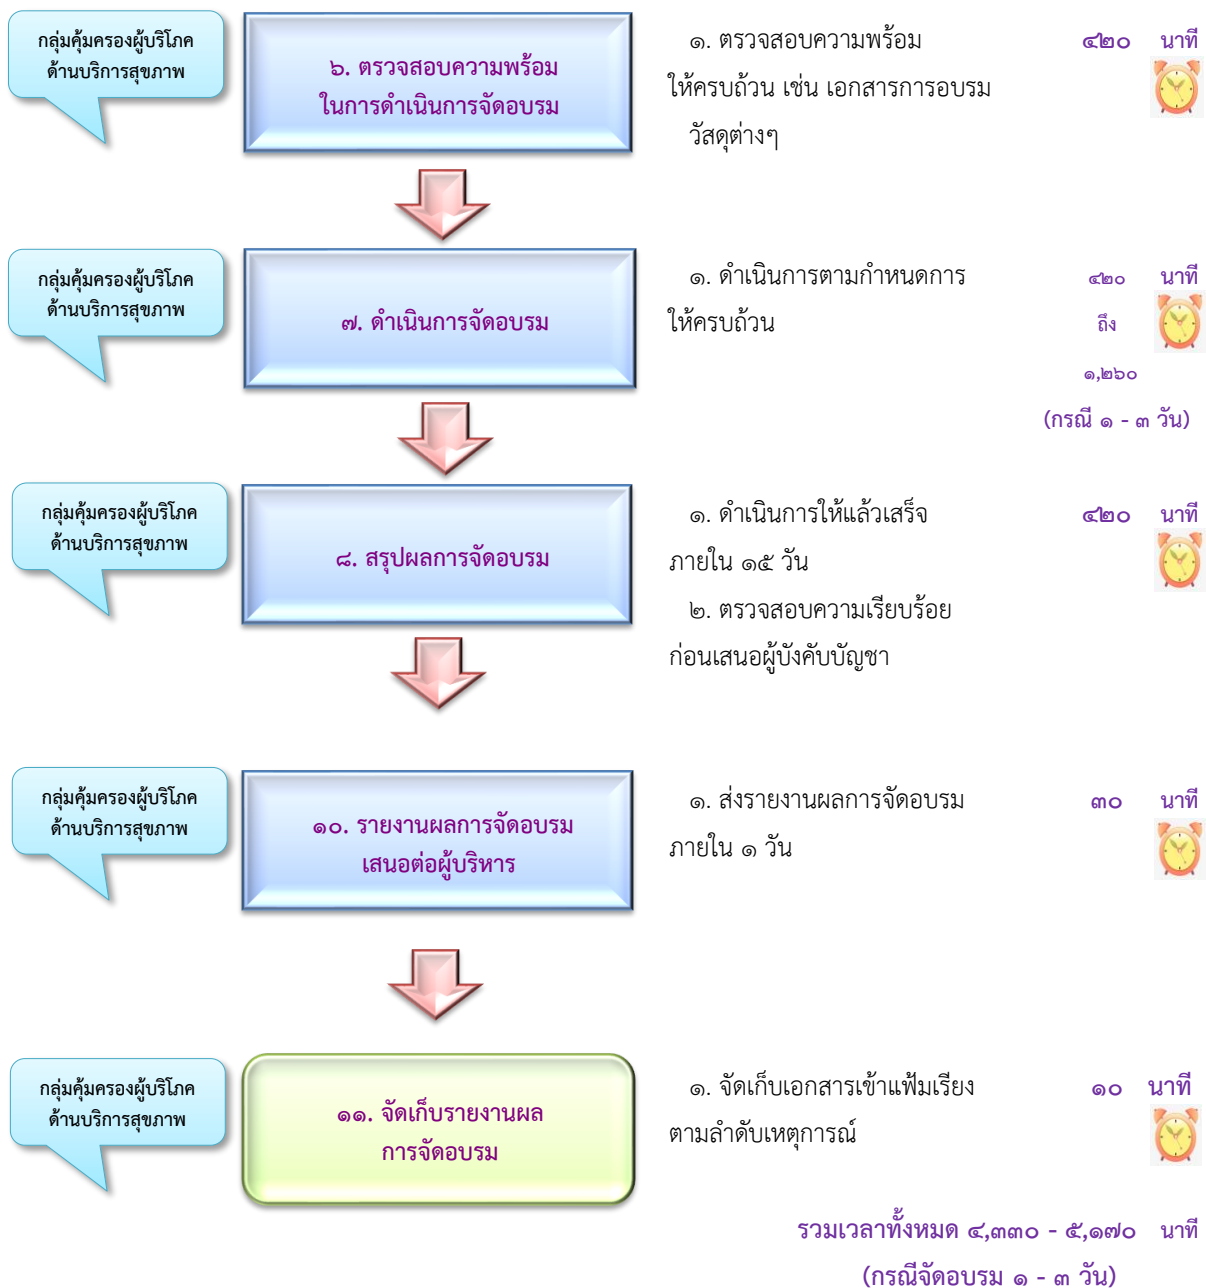 กลุ่มคุ้มครองผู้บริโภค
ด้านบริการสุขภาพ
๖. ตรวจสอบความพร้อม
ในการดำเนินการจัดอบรม
๑. ตรวจสอบความพร้อม
ให้ครบถ้วน เช่น เอกสารการอบรม
วัสดุต่างๆ
๔๒๐ นาที
กลุ่มคุ้มครองผู้บริโภค
ด้านบริการสุขภาพ
๗. ดำเนินการจัดอบรม
๑. ดำเนินการตามกำหนดการ
ให้ครบถ้วน
๔๒๐ นาที
ถึง
๑,๒๖๐
(กรณี ๑ - ๓ วัน)
กลุ่มคุ้มครองผู้บริโภค
ด้านบริการสุขภาพ
๘. สรุปผลการจัดอบรม
๑. ดำเนินการให้แล้วเสร็จ
ภายใน ๑๕ วัน
๒. ตรวจสอบความเรียบร้อย
ก่อนเสนอผู้บังคับบัญชา
๔๒๐ นาที
กลุ่มคุ้มครองผู้บริโภค
ด้านบริการสุขภาพ
๑๐. รายงานผลการจัดอบรม
เสนอต่อผู้บริหาร
๑. ส่งรายงานผลการจัดอบรม
ภายใน ๑ วัน
๓๐ นาที
กลุ่มคุ้มครองผู้บริโภค
ด้านบริการสุขภาพ
๑๑. จัดเก็บรายงานผล
การจัดอบรม
๑. จัดเก็บเอกสารเข้าแฟ้มเรียง
ตามลำดับเหตุการณ์
๑๐ นาที
รวมเวลาทั้งหมด ๔,๓๓๐ - ๕,๑๗๐ นาที
(กรณีจัดอบรม ๑ - ๓ วัน)